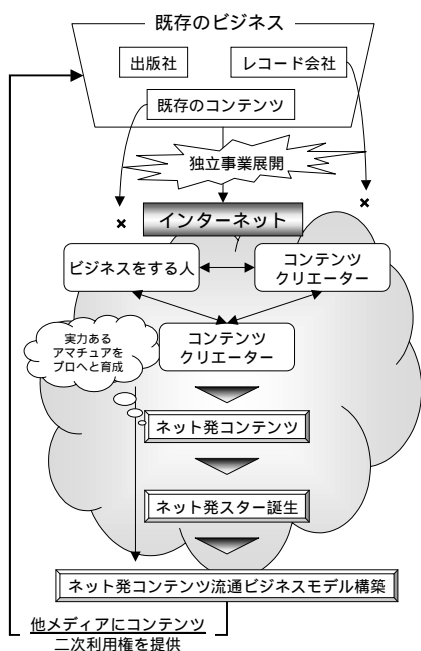 既存のビジネス
出版社
レコード会社
既存のコンテンツ
独立事業展開
×
×
インターネット
ビジネスをする人
コンテンツ
クリエーター
実力ある
アマチュアを
プロへと育成
コンテンツ
クリエーター
ネット発コンテンツ
ネット発スター誕生
ネット発コンテンツ流通ビジネスモデル構築
他メディアにコンテンツ
二次利用権を提供